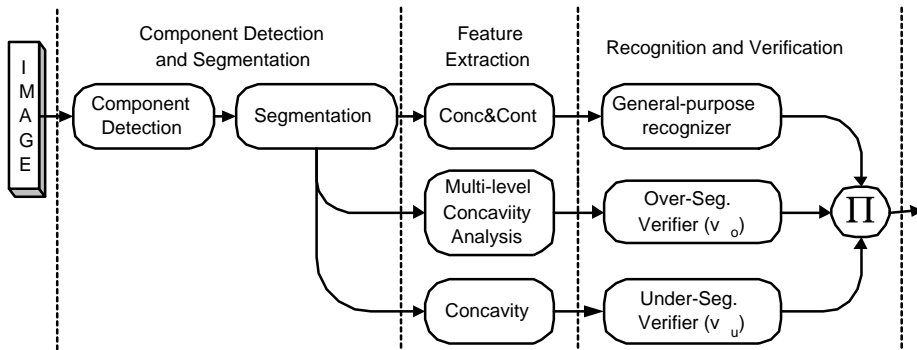 Component Detection
and Segmentation
Feature
Extraction
Recognition and Verification
IMAGE
Component
Detection
Segmentation
Conc&Cont
General-purpose
recognizer
Multi-level
Concaviity
Analysis
Over-Seg.
Verifier (v o)
Π
Concavity
Under-Seg.
Verifier (v u)